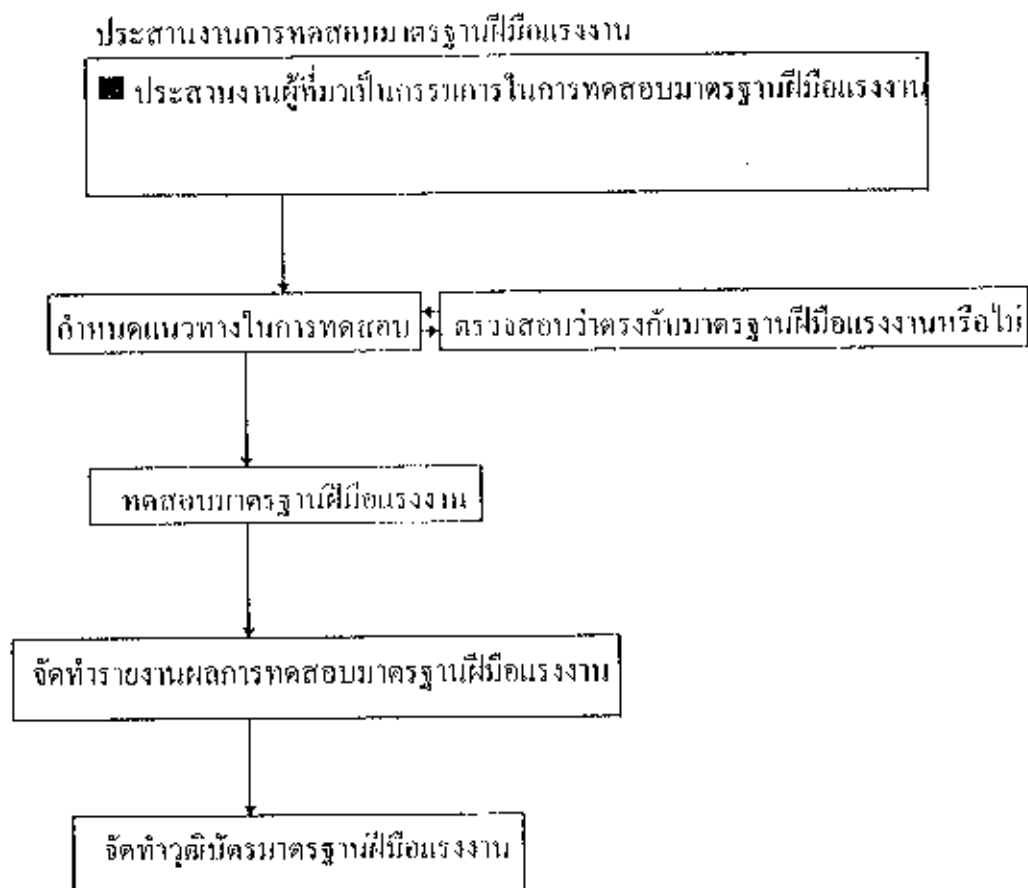 ประสานงานการทดสอบมาตรฐานฝีมือแรงงาน
ประสานงานผู้ที่มาเป็นกรรมการในการทดสอบมาตรฐานฝีมือแรงงาน
กำหนดแนวทางในการทดสอบ
ตรวจสอบว่าตรงกับมาตรฐานฝีมือแรงงานหรือไม่
ทดสอบมาตรฐานฝีมือแรงงาน
จัดทำรายงานผลการทดสอบมาตรฐานฝีมือแรงงาน
จัดทำวุฒิบัตรมาตรฐานฝีมือแรงงาน